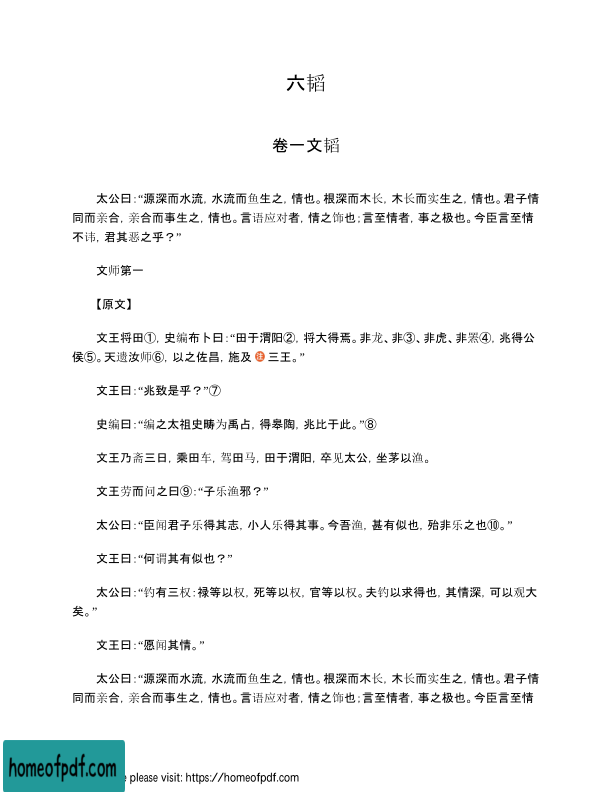 六韬
卷一文韬
太公曰：“源深而水流，水流而鱼生之，情也。根深而木长，木长而实生之，情也。君子情
同而亲合，亲合而事生之，情也。言语应对者，情之饰也；言至情者，事之极也。今臣言至情
不讳，君其恶之乎？”
文师第一
【原文】
文王将田①，史编布卜曰：“田于渭阳②，将大得焉。非龙、非③、非虎、非罴④，兆得公
侯⑤。天遗汝师⑥，以之佐昌，施及 注 三王。”
文王曰：“兆致是乎？”⑦
史编曰：“编之太祖史畴为禹占，得皋陶，兆比于此。”⑧
文王乃斋三日，乘田车，驾田马，田于渭阳，卒见太公，坐茅以渔。
文王劳而问之曰⑨：“子乐渔邪？”
太公曰：“臣闻君子乐得其志，小人乐得其事。今吾渔，甚有似也，殆非乐之也⑩。”
文王曰：“何谓其有似也？”
太公曰：“钓有三权：禄等以权，死等以权，官等以权。夫钓以求得也，其情深，可以观大
矣。”
文王曰：“愿闻其情。”
太公曰：“源深而水流，水流而鱼生之，情也。根深而木长，木长而实生之，情也。君子情
同而亲合，亲合而事生之，情也。言语应对者，情之饰也；言至情者，事之极也。今臣言至情
homeofpdf.com
e please visit: https://homeofpdf.com